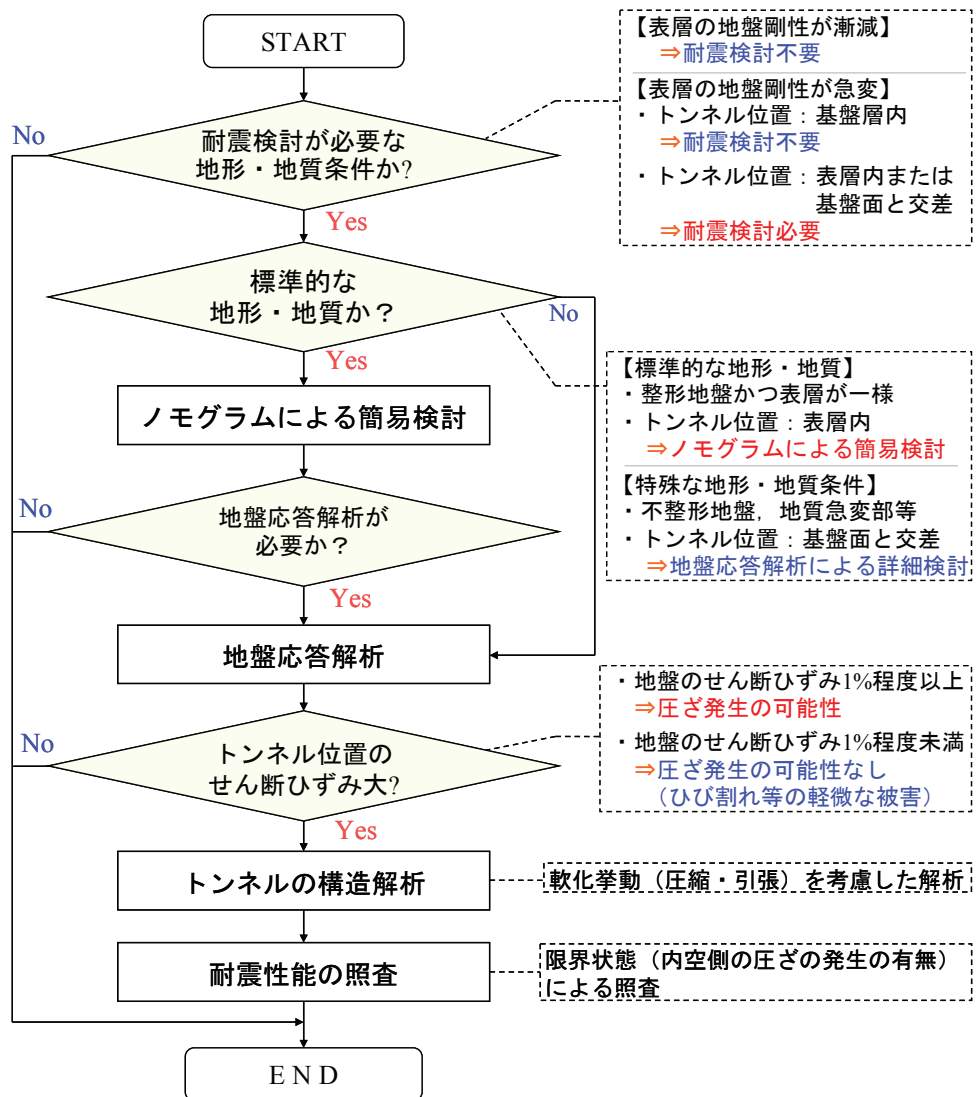 START
【表層の地盤剛性が漸減】
⇒耐震検討不要
【表層の地盤剛性が急変】
・トンネル位置：基盤層内
⇒耐震検討不要
・トンネル位置：表層内または
基盤面と交差
⇒耐震検討必要
No
耐震検討が必要な
地形・地質条件か?
Yes
標準的な
地形・地質か？
No
Yes
【標準的な地形・地質】
・整形地盤かつ表層が一様
・トンネル位置：表層内
⇒ノモグラムによる簡易検討
【特殊な地形・地質条件】
・不整形地盤，地質急変部等
・トンネル位置：基盤面と交差
⇒地盤応答解析による詳細検討
ノモグラムによる簡易検討
No
地盤応答解析が
必要か？
Yes
地盤応答解析
・地盤のせん断ひずみ1%程度以上
⇒圧ざ発生の可能性
・地盤のせん断ひずみ1%程度未満
⇒圧ざ発生の可能性なし
（ひび割れ等の軽微な被害）
No
トンネル位置の
せん断ひずみ大?
Yes
トンネルの構造解析
軟化挙動（圧縮・引張）を考慮した解析
耐震性能の照査
限界状態（内空側の圧ざの発生の有無）
による照査
E N D